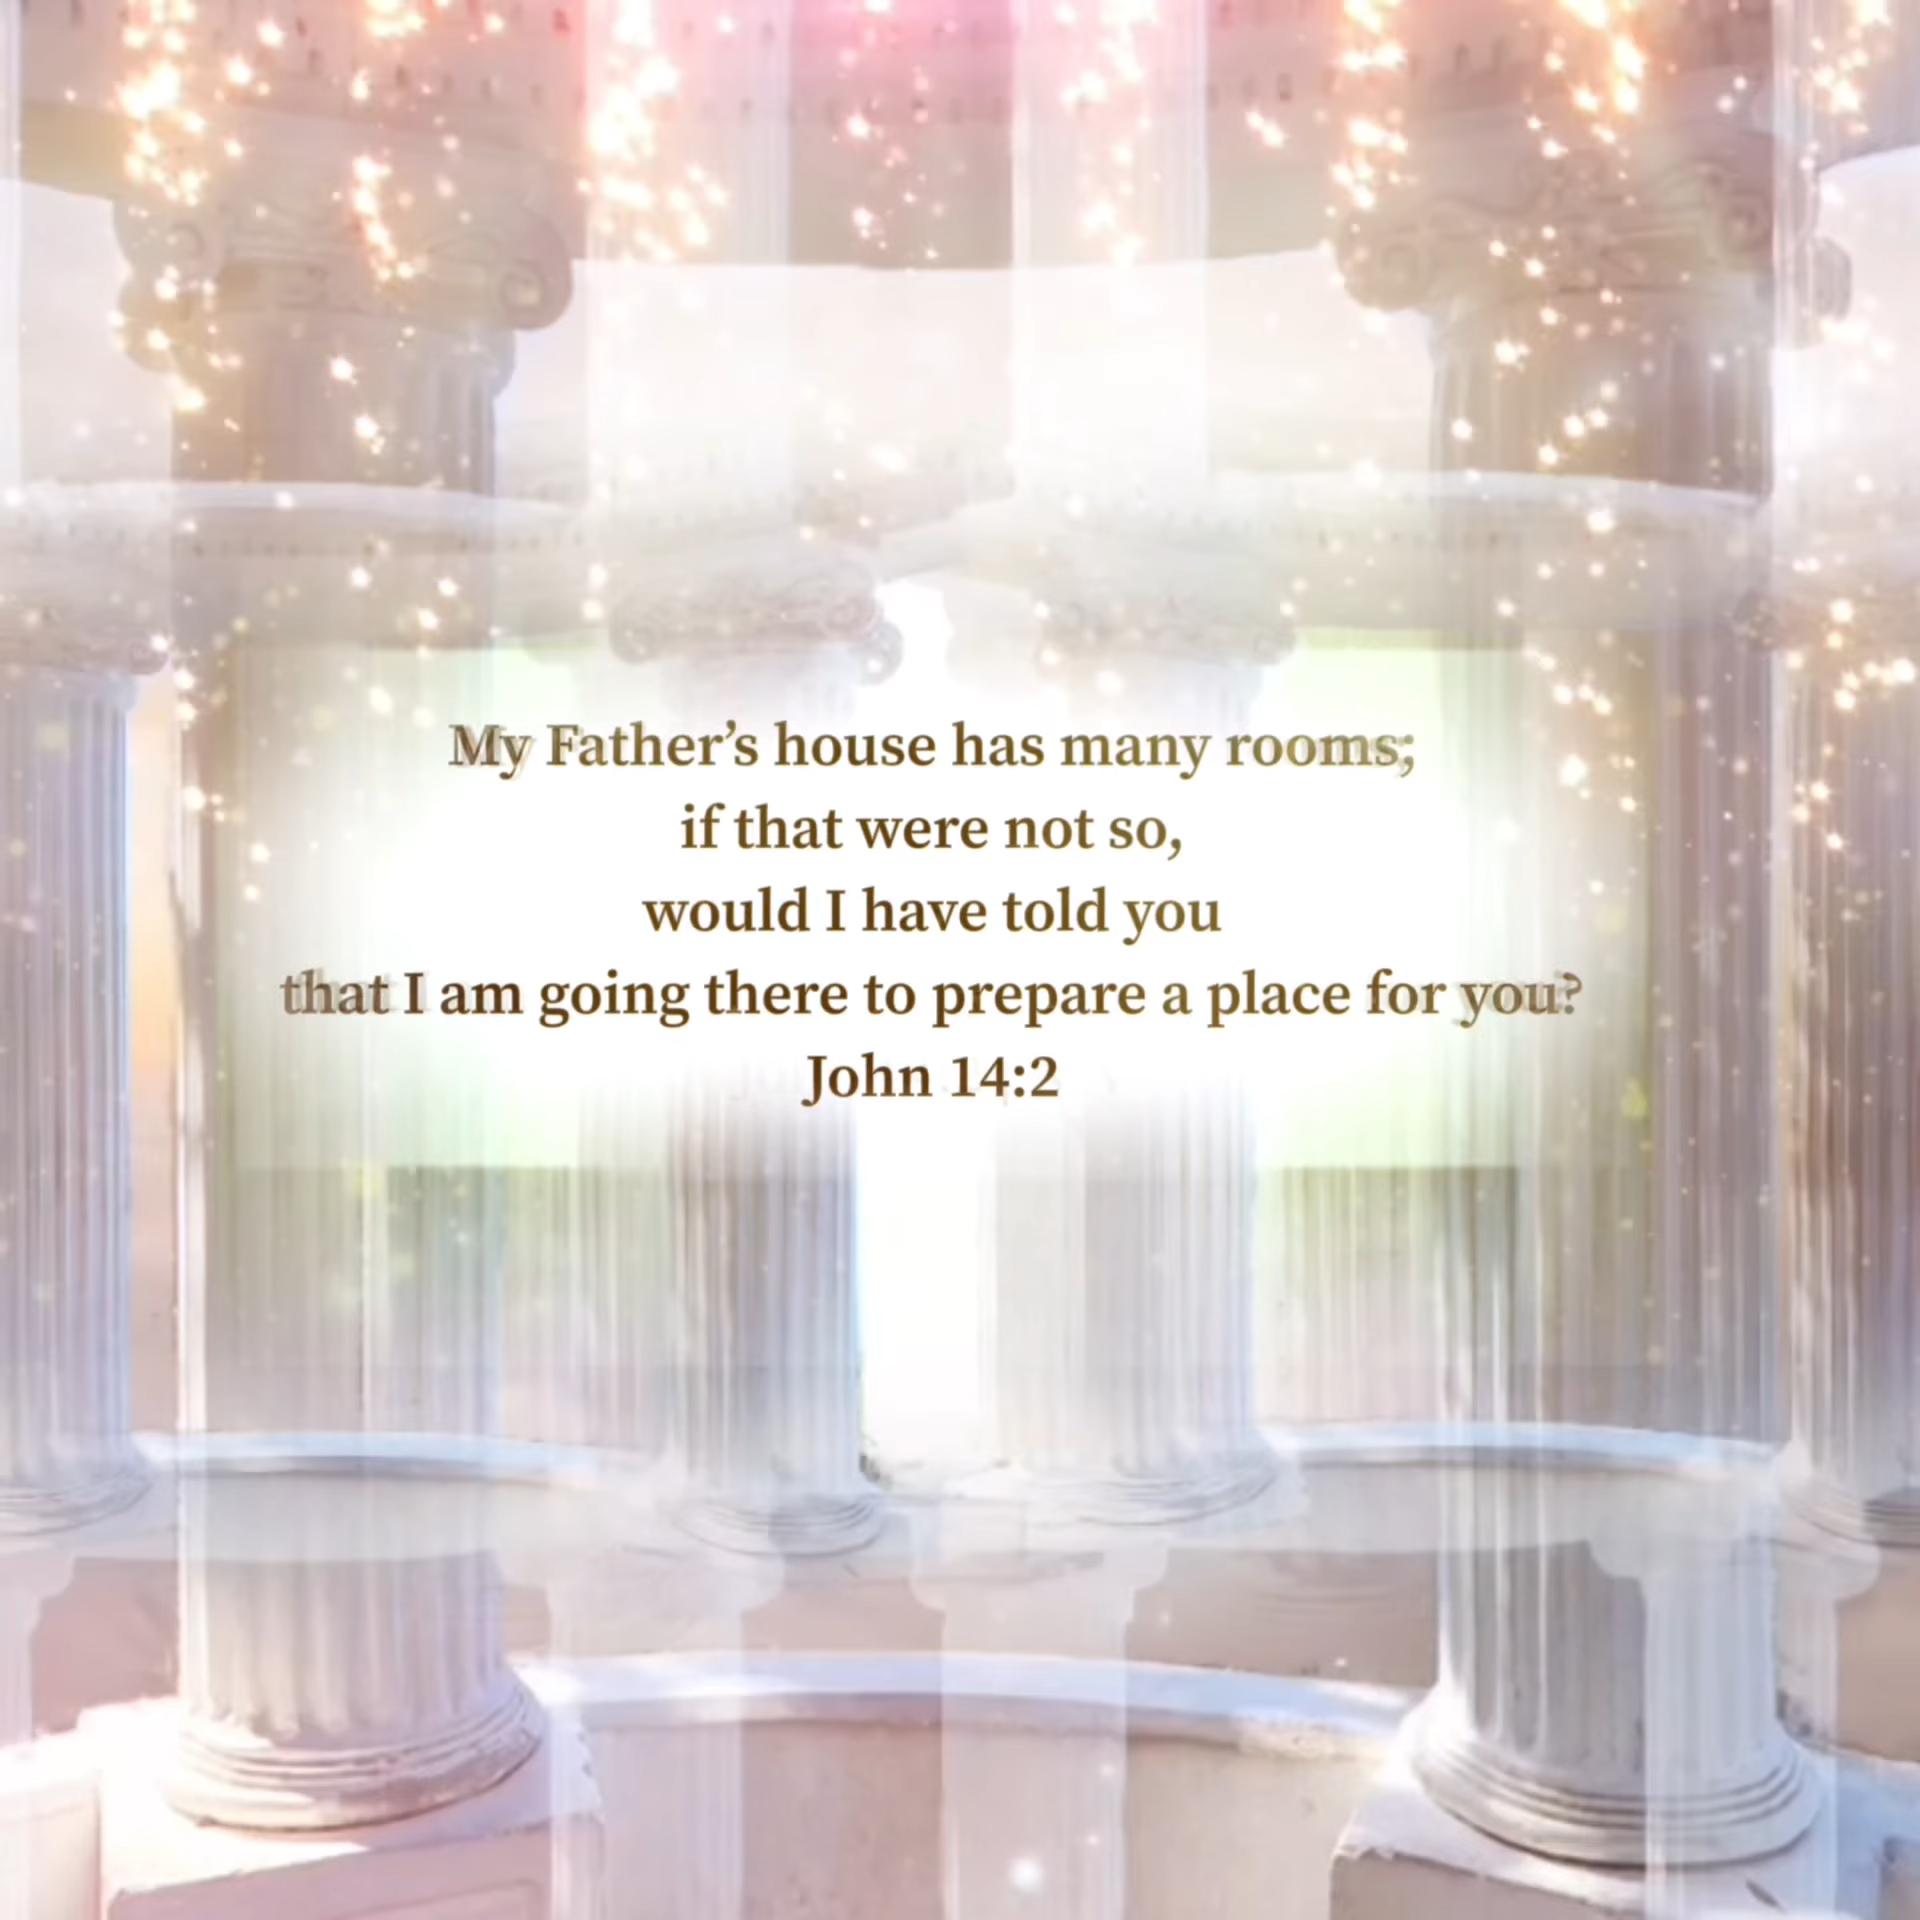 My Father’s house has many rooms;
if that were not so,
would I have told you
that I am going there to prepare a place for you?
John 14:2